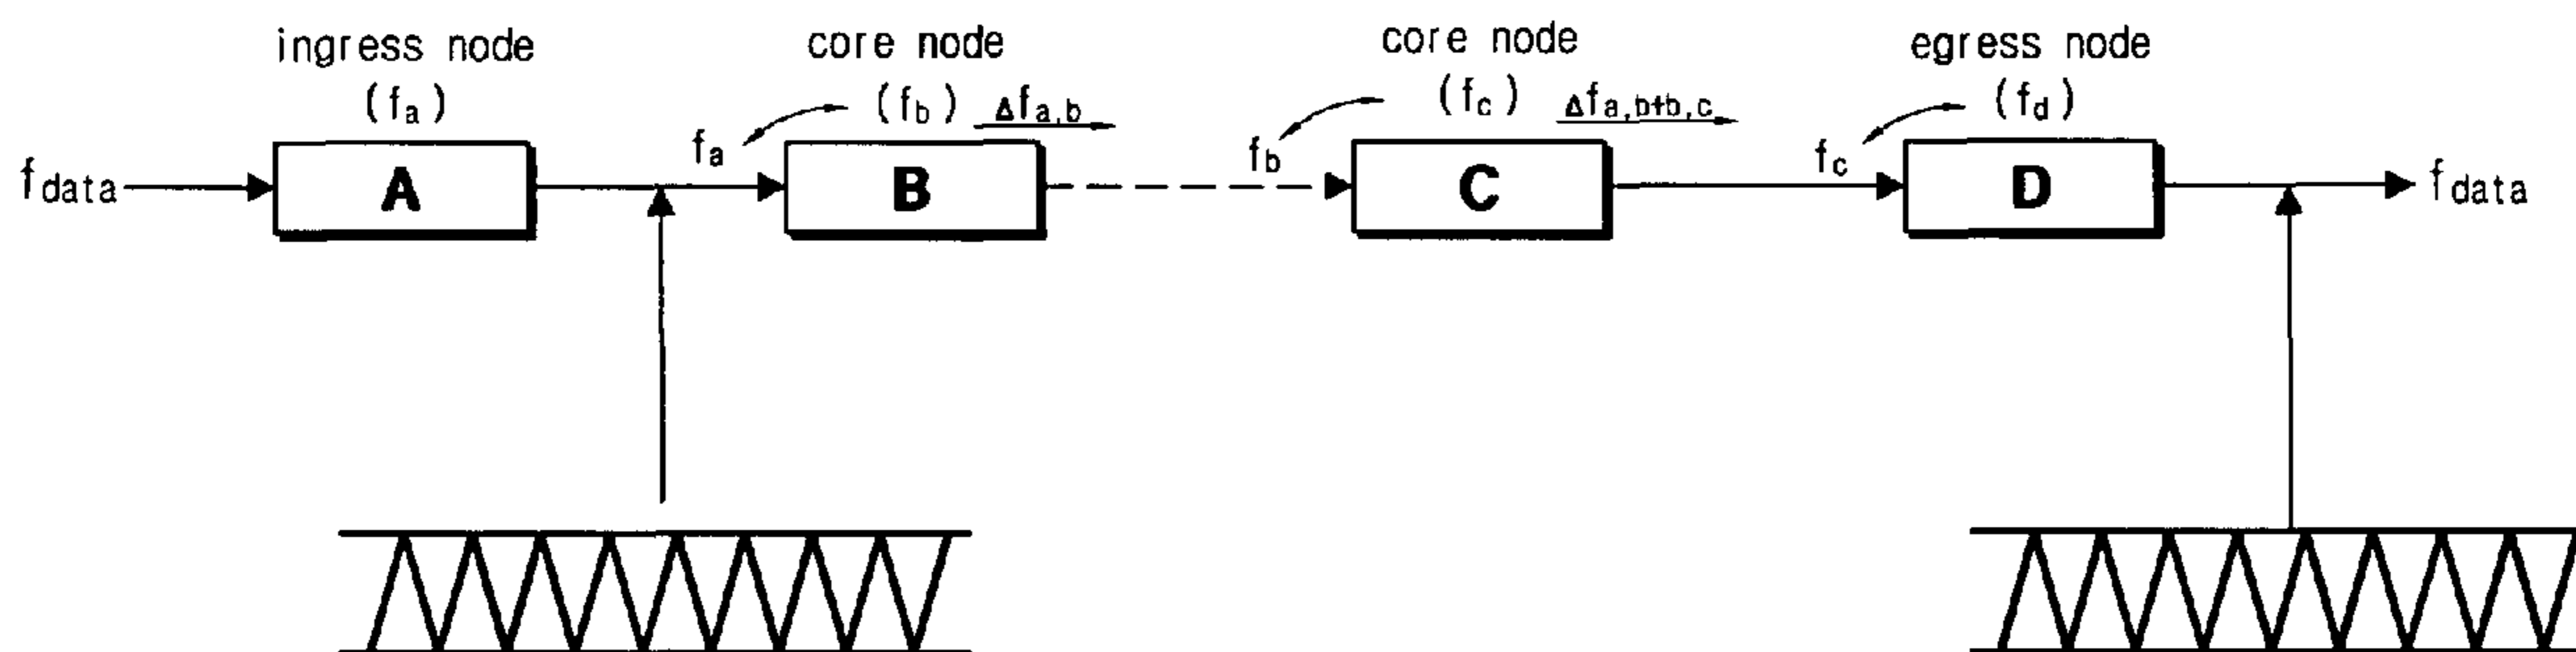 ingress node
(fa)
core node
(fb)
Δfa,b
core node
(fc)
Δfa,b+b,c
egress node
(fd)
fdata
A
fa
B
fb
C
fc
D
fdata